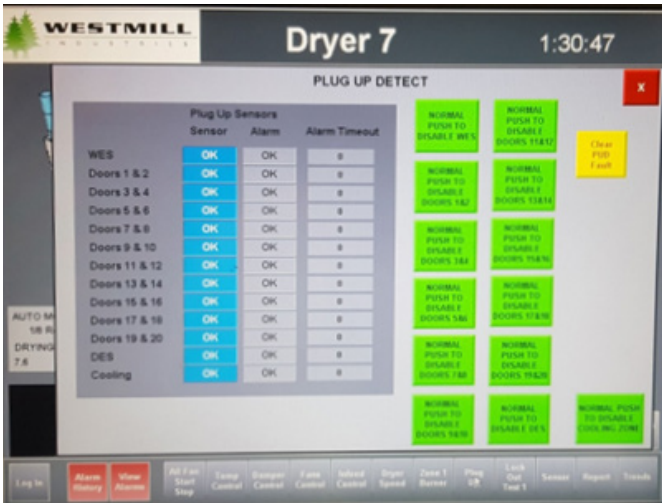 WESTMILL
INDUSTRIES
Dryer 7
1:30:47
PLUG UP DETECT
X
Plug Up Sensors
Sensor Alarm Alarm Timeout
WES OK OK 0
Doors 1 & 2 OK OK 0
Doors 3 & 4 OK OK 0
Doors 5 & 6 OK OK 0
Doors 7 & 8 OK OK 0
Doors 9 & 10 OK OK 0
Doors 11 & 12 OK OK 0
Doors 13 & 14 OK OK 0
Doors 15 & 16 OK OK 0
Doors 17 & 18 OK OK 0
Doors 19 & 20 OK OK 0
DES OK OK 0
Cooling OK OK 0
NORMAL
PUSH TO
DISABLE WES
NORMAL
PUSH TO
DISABLE
DOORS 11&12
Clear
PUD
Fault
NORMAL
PUSH TO
DISABLE
DOORS 1&2
NORMAL
PUSH TO
DISABLE
DOORS 13&14
NORMAL
PUSH TO
DISABLE
DOORS 3&4
NORMAL
PUSH TO
DISABLE
DOORS 15&16
NORMAL
PUSH TO
DISABLE
DOORS 5&6
NORMAL
PUSH TO
DISABLE
DOORS 17&18
NORMAL
PUSH TO
DISABLE
DOORS 7&8
NORMAL
PUSH TO
DISABLE
DOORS 19&20
NORMAL
PUSH TO
DISABLE
DOORS 9&10
NORMAL
PUSH TO
DISABLE DES
NORMAL PUSH
TO DISABLE
COOLING ZONE
AUTO
DRYING
7.6
Log In
Alarm
History
View
Alarms
All Fan
Start
Stop
Temp
Control
Damper
Control
Fans
Control
Infeed
Control
Dryer
Speed
Zone 1
Burner
Plug
Up
Lock
Out
Test 1
Sensor
Report
Trends